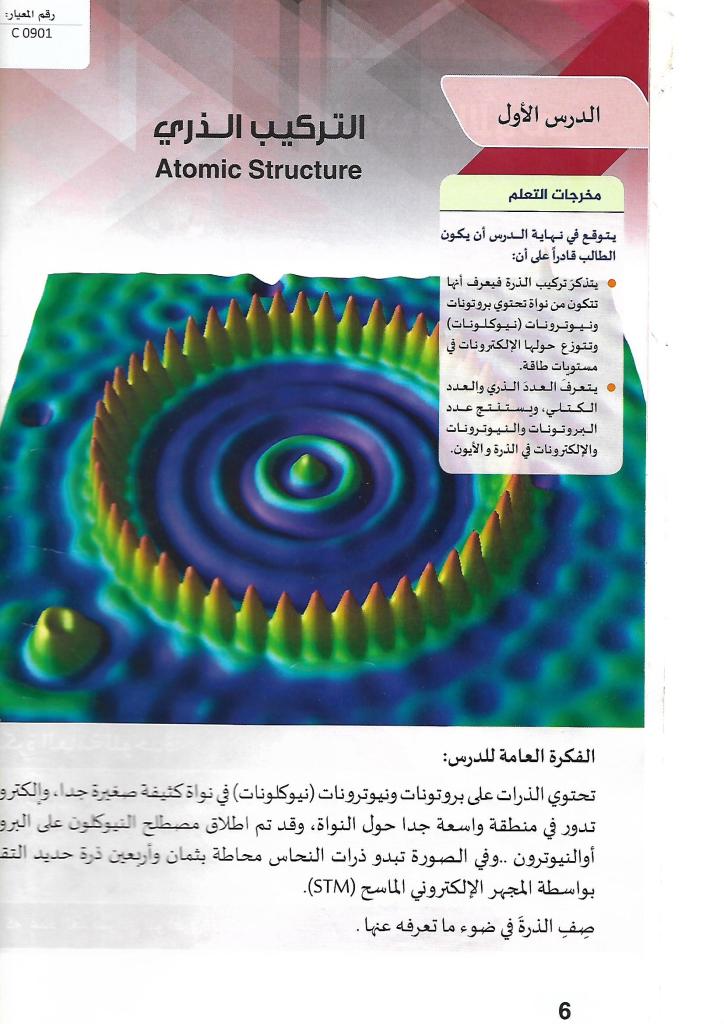 رقم المعيار:
C 0901
الدرس الأول
التركيب الذري
Atomic Structure
مخرجات التعلم
يتوقع في نهاية الدرس أن يكون
الطالب قادراً على أن:
• يتذكرَ تركيب الذرة فيعرف أنها
تتكون من نواة تحتوي بروتونات
ونيوترونات (نيوكلونات)
وتتوزع حولها الإلكترونات في
مستويات طاقة.
• يتعرفَ العددَ الذري والعدد
الكتلي، ويستنتج عدد
البروتونات والنيوترونات
والإلكترونات في الذرة والأيون.
الفكرة العامة للدرس:
تحتوي الذرات على بروتونات ونيوترونات (نيوكلونات) في نواة كثيفة صغيرة جدا، وإلكترو
تدور في منطقة واسعة جدا حول النواة، وقد تم اطلاق مصطلح النيوكلون على البرو
أوالنيوترون ..وفي الصورة تبدو ذرات النحاس محاطة بثمان وأربعين ذرة حديد التق
بواسطة المجهر الإلكتروني الماسح (STM).
صِفِ الذرةَ في ضوء ما تعرفه عنها .
6